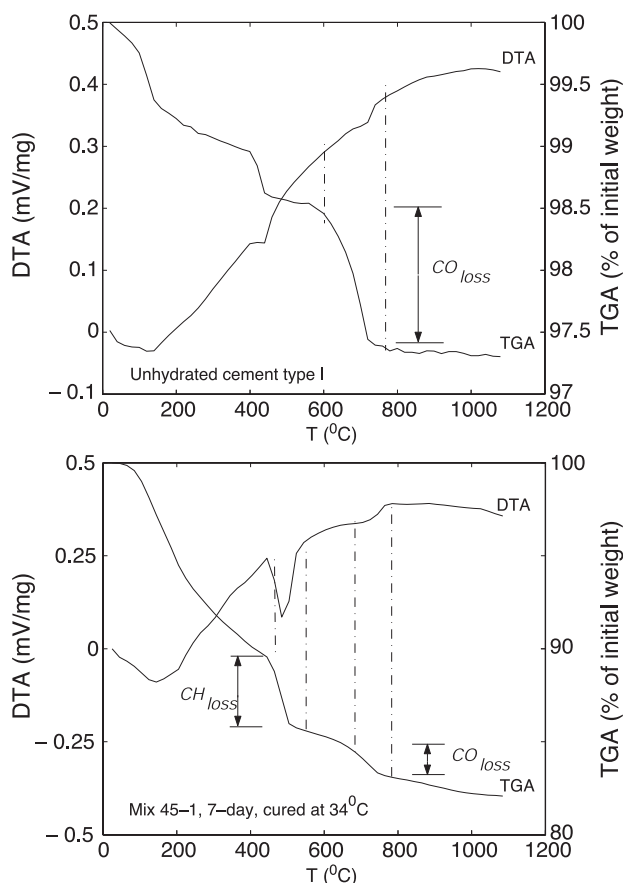 0.5
0.4
0.3
0.2
0.1
0
– 0.1
DTA (mV/mg)
100
99.5
99
98.5
98
97.5
97
TGA (% of initial weight)
DTA
CO loss
TGA
Unhydrated cement type I
0 200 400 600 800 1000 1200
T (⁰C)
0.5
0.25
0
– 0.25
– 0.5
DTA (mV/mg)
100
90
80
TGA (% of initial weight)
DTA
CH loss
CO loss
TGA
Mix 45–1, 7–day, cured at 34⁰C
0 200 400 600 800 1000 1200
T (⁰C)